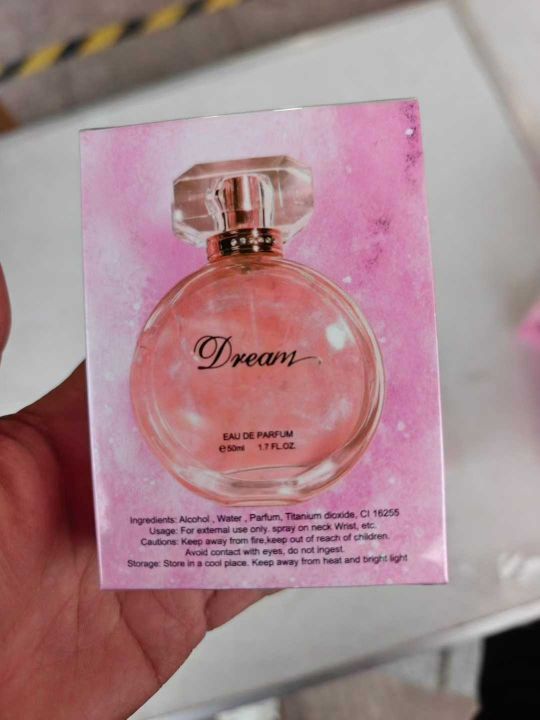 Dream
EAU DE PARFUM
℮50ml 1.7 FL.OZ.
Ingredients: Alcohol , Water , Parfum, Titanium dioxide, CI 16255
Usage: For external use only. spray on neck Wrist, etc.
Cautions: Keep away from fire,keep out of reach of children.
Avoid contact with eyes, do not ingest.
Storage: Store in a cool place. Keep away from heat and bright light